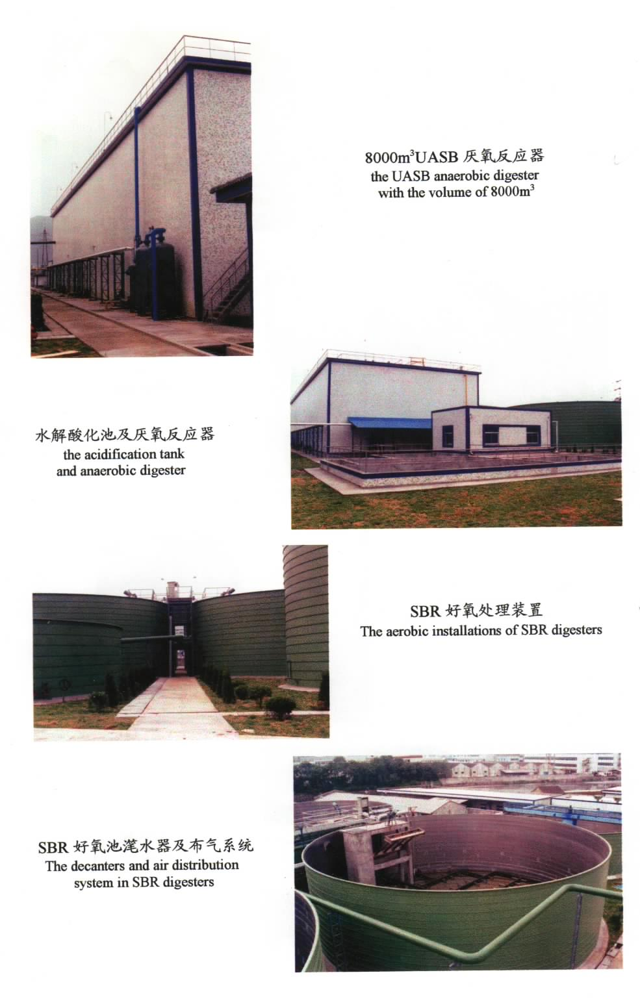 8000m³UASB 厌氧反应器
the UASB anaerobic digester
with the volume of 8000m³
水解酸化池及厌氧反应器
the acidification tank
and anaerobic digester
SBR 好氧处理装置
The aerobic installations of SBR digesters
SBR 好氧池滗水器及布气系统
The decanters and air distribution
system in SBR digesters